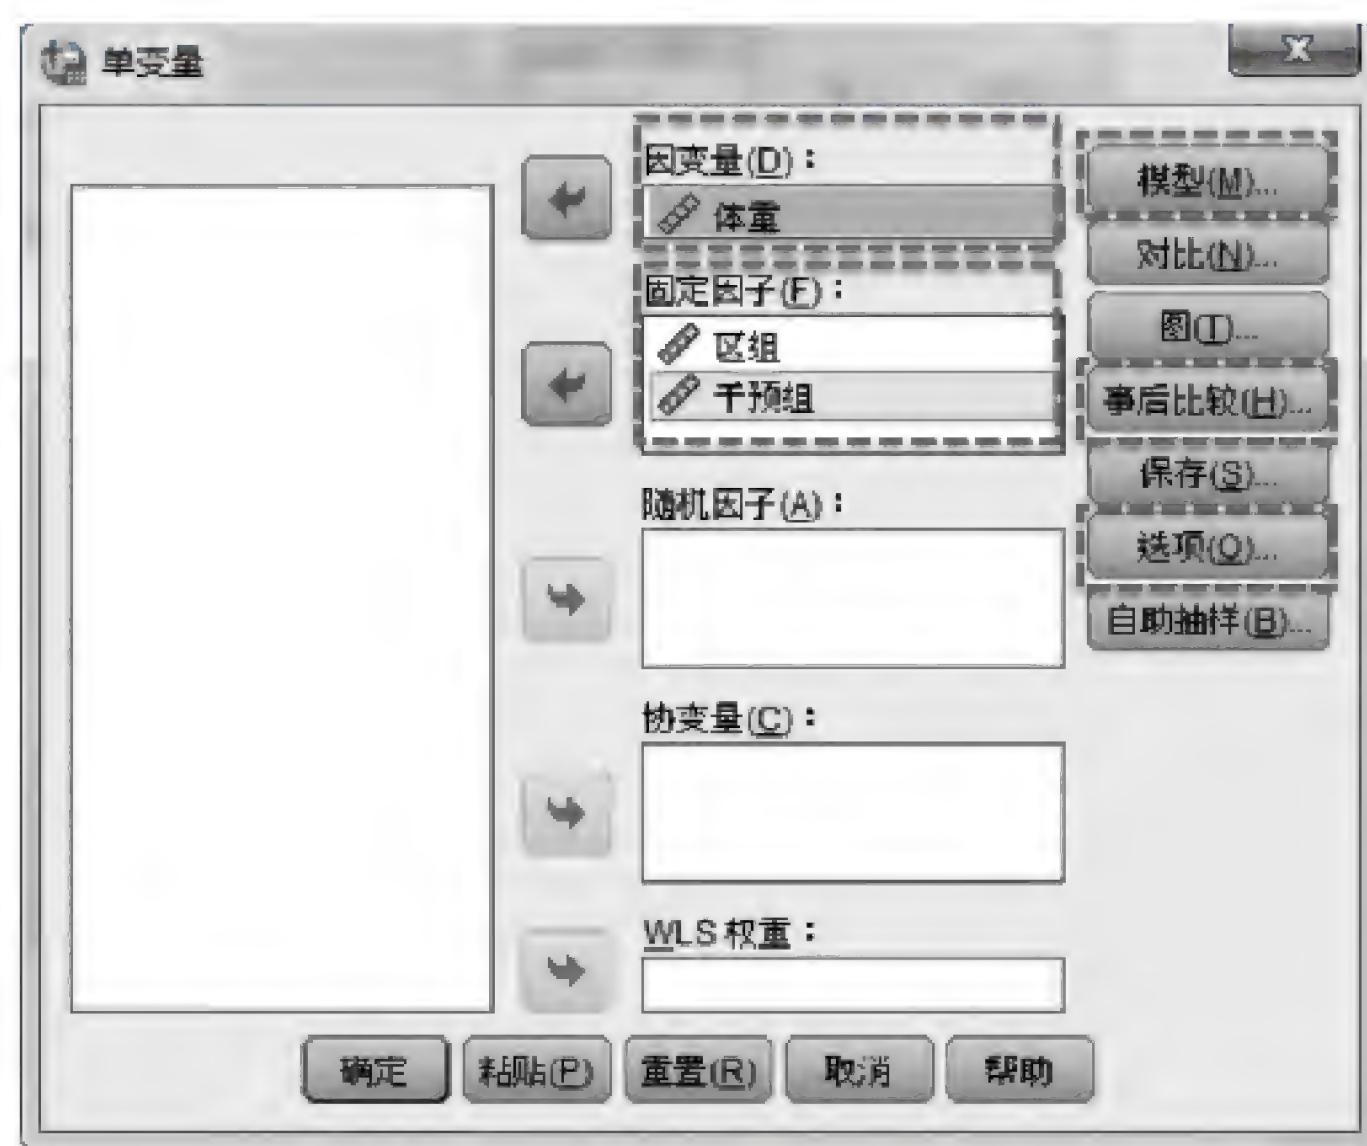 单变量
因变量(D)：
体重
固定因子(F)：
区组
干预组
随机因子(A)：
协变量(C)：
WLS 权重：
模型(M)...
对比(N)...
图(T)...
事后比较(H)...
保存(S)...
选项(O)...
自助抽样(B)...
确定
粘贴(P)
重置(R)
取消
帮助